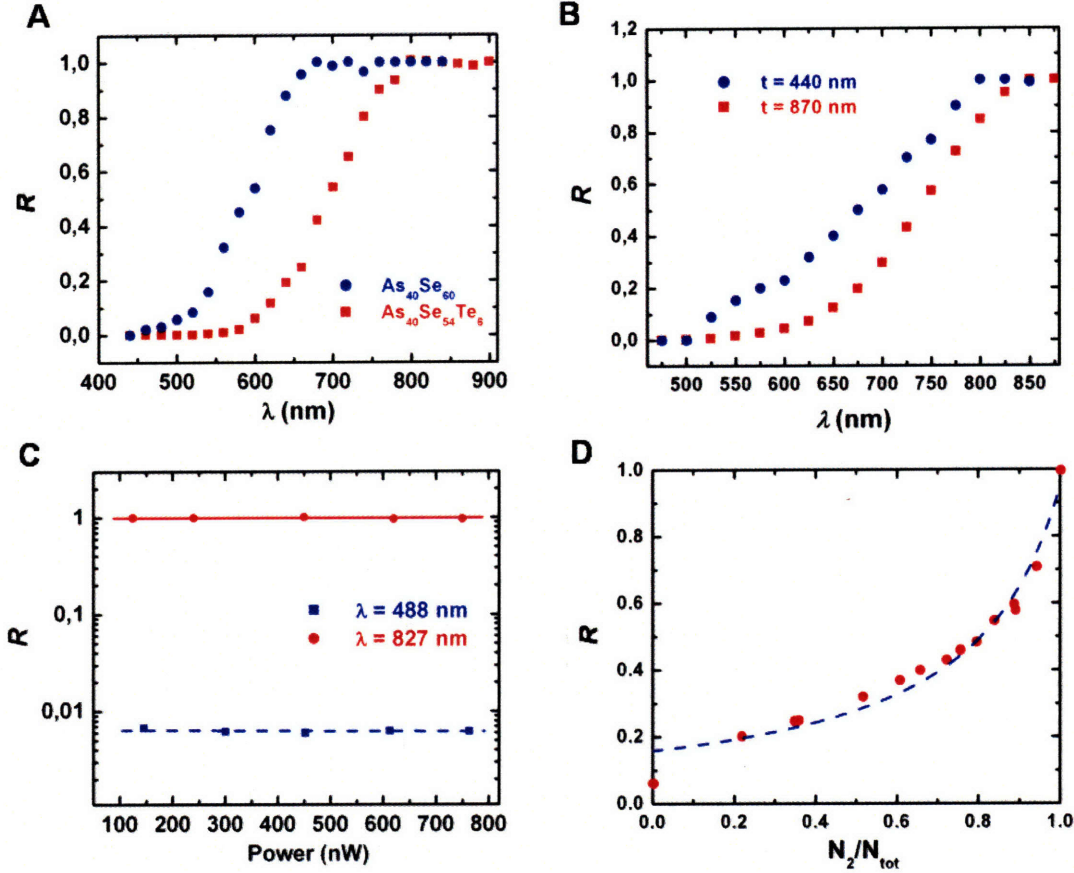 A
1,0
0,8
0,6
0,4
0,2
0,0
R
As40Se60
As40Se54Te6
400 500 600 700 800 900
λ (nm)
B
1,2
1,0
0,8
0,6
0,4
0,2
0,0
R
t = 440 nm
t = 870 nm
500 550 600 650 700 750 800 850
λ (nm)
C
1
0,1
0,01
R
λ = 488 nm
λ = 827 nm
100 200 300 400 500 600 700 800
Power (nW)
D
1.0
0.8
0.6
0.4
0.2
0.0
R
0.0 0.2 0.4 0.6 0.8 1.0
N2/Ntot